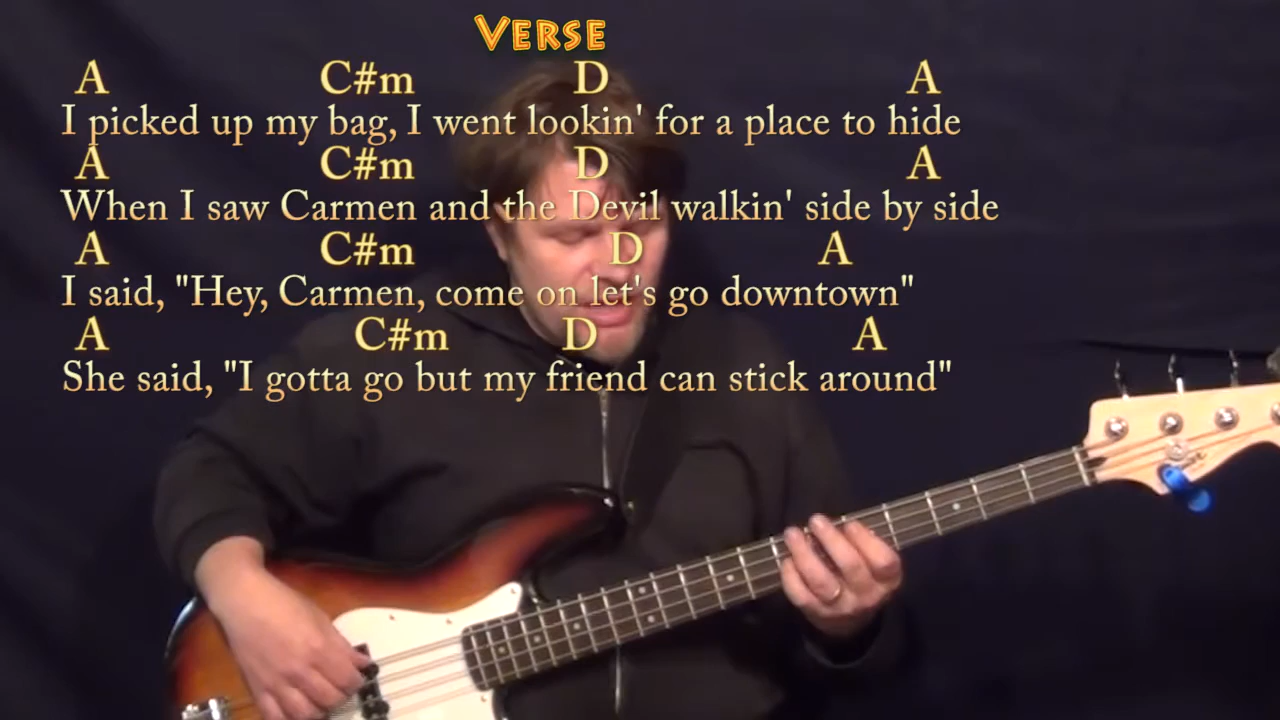 VERSE
A C#m D A
I picked up my bag, I went lookin' for a place to hide
A C#m D A
When I saw Carmen and the Devil walkin' side by side
A C#m D A
I said, "Hey, Carmen, come on let's go downtown"
A C#m D A
She said, "I gotta go but my friend can stick around"